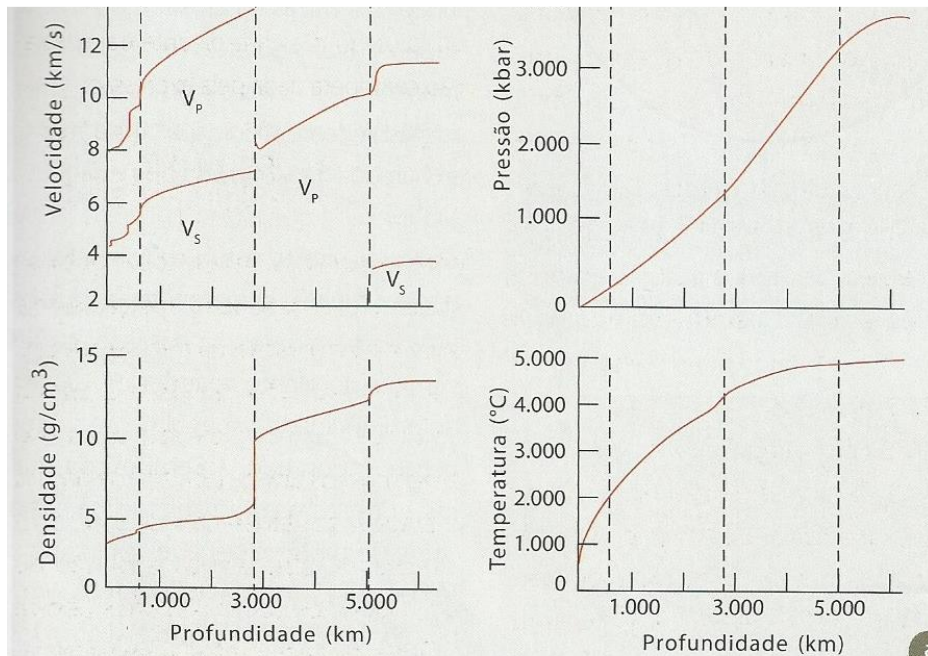 Velocidade (km/s)
12
10
8
6
4
2
V_P
V_S
V_P
V_S
Pressão (kbar)
3.000
2.000
1.000
0
Densidade (g/cm³)
15
10
5
0
1.000
3.000
5.000
Profundidade (km)
Temperatura (°C)
5.000
4.000
3.000
2.000
1.000
0
1.000
3.000
5.000
Profundidade (km)